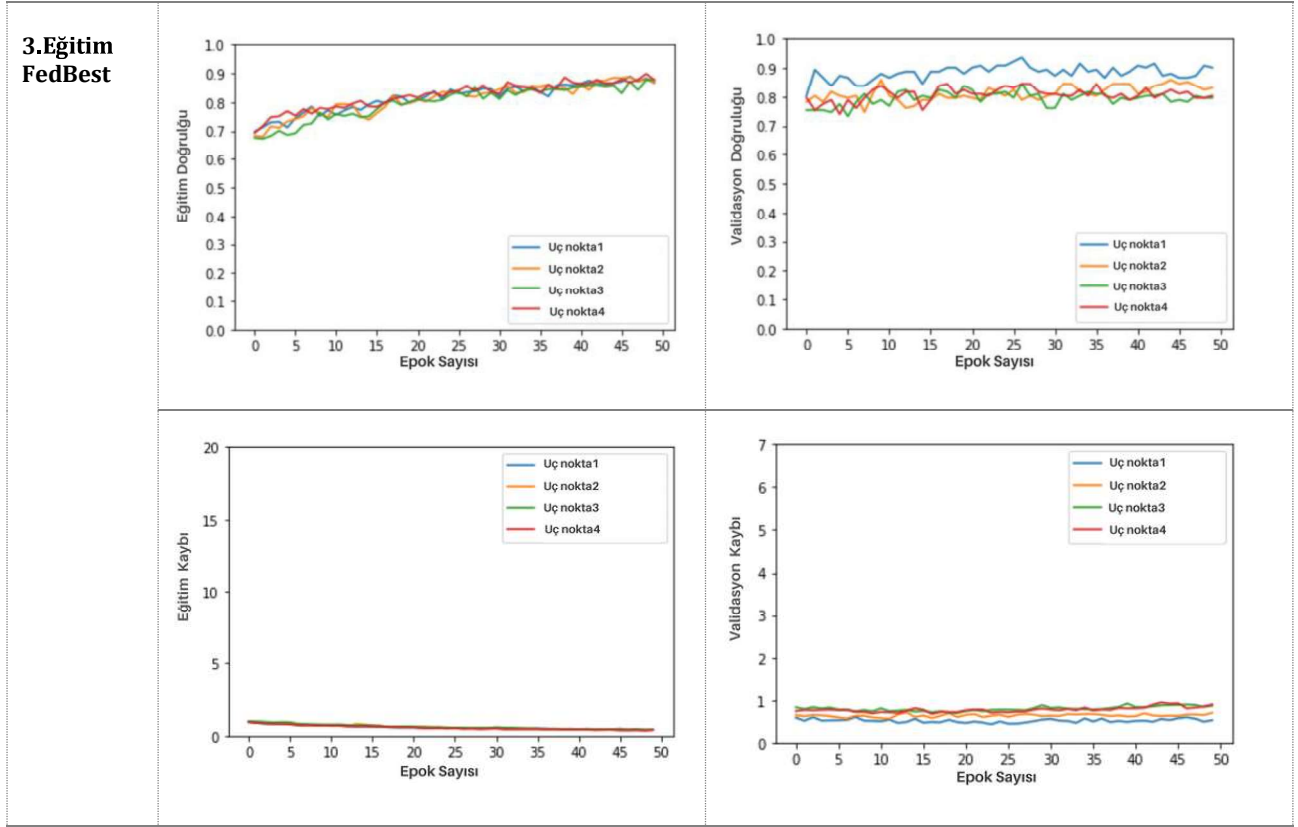 3.Eğitim
FedBest
1.0
0.9
0.8
0.7
0.6
0.5
0.4
0.3
0.2
0.1
0.0
Eğitim Doğrulğu
Uç nokta1
Uç nokta2
Uç nokta3
Uç nokta4
0 5 10 15 20 25 30 35 40 45 50
Epok Sayısı
1.0
0.9
0.8
0.7
0.6
0.5
0.4
0.3
0.2
0.1
0.0
Validasyon Doğruluğu
Uç nokta1
Uç nokta2
Uç nokta3
Uç nokta4
0 5 10 15 20 25 30 35 40 45 50
Epok Sayısı
20
15
10
5
0
Eğitim Kaybı
Uç nokta1
Uç nokta2
Uç nokta3
Uç nokta4
0 5 10 15 20 25 30 35 40 45 50
Epok Sayısı
7
6
5
4
3
2
1
0
Validasyon Kaybı
Uç nokta1
Uç nokta2
Uç nokta3
Uç nokta4
0 5 10 15 20 25 30 35 40 45 50
Epok Sayısı